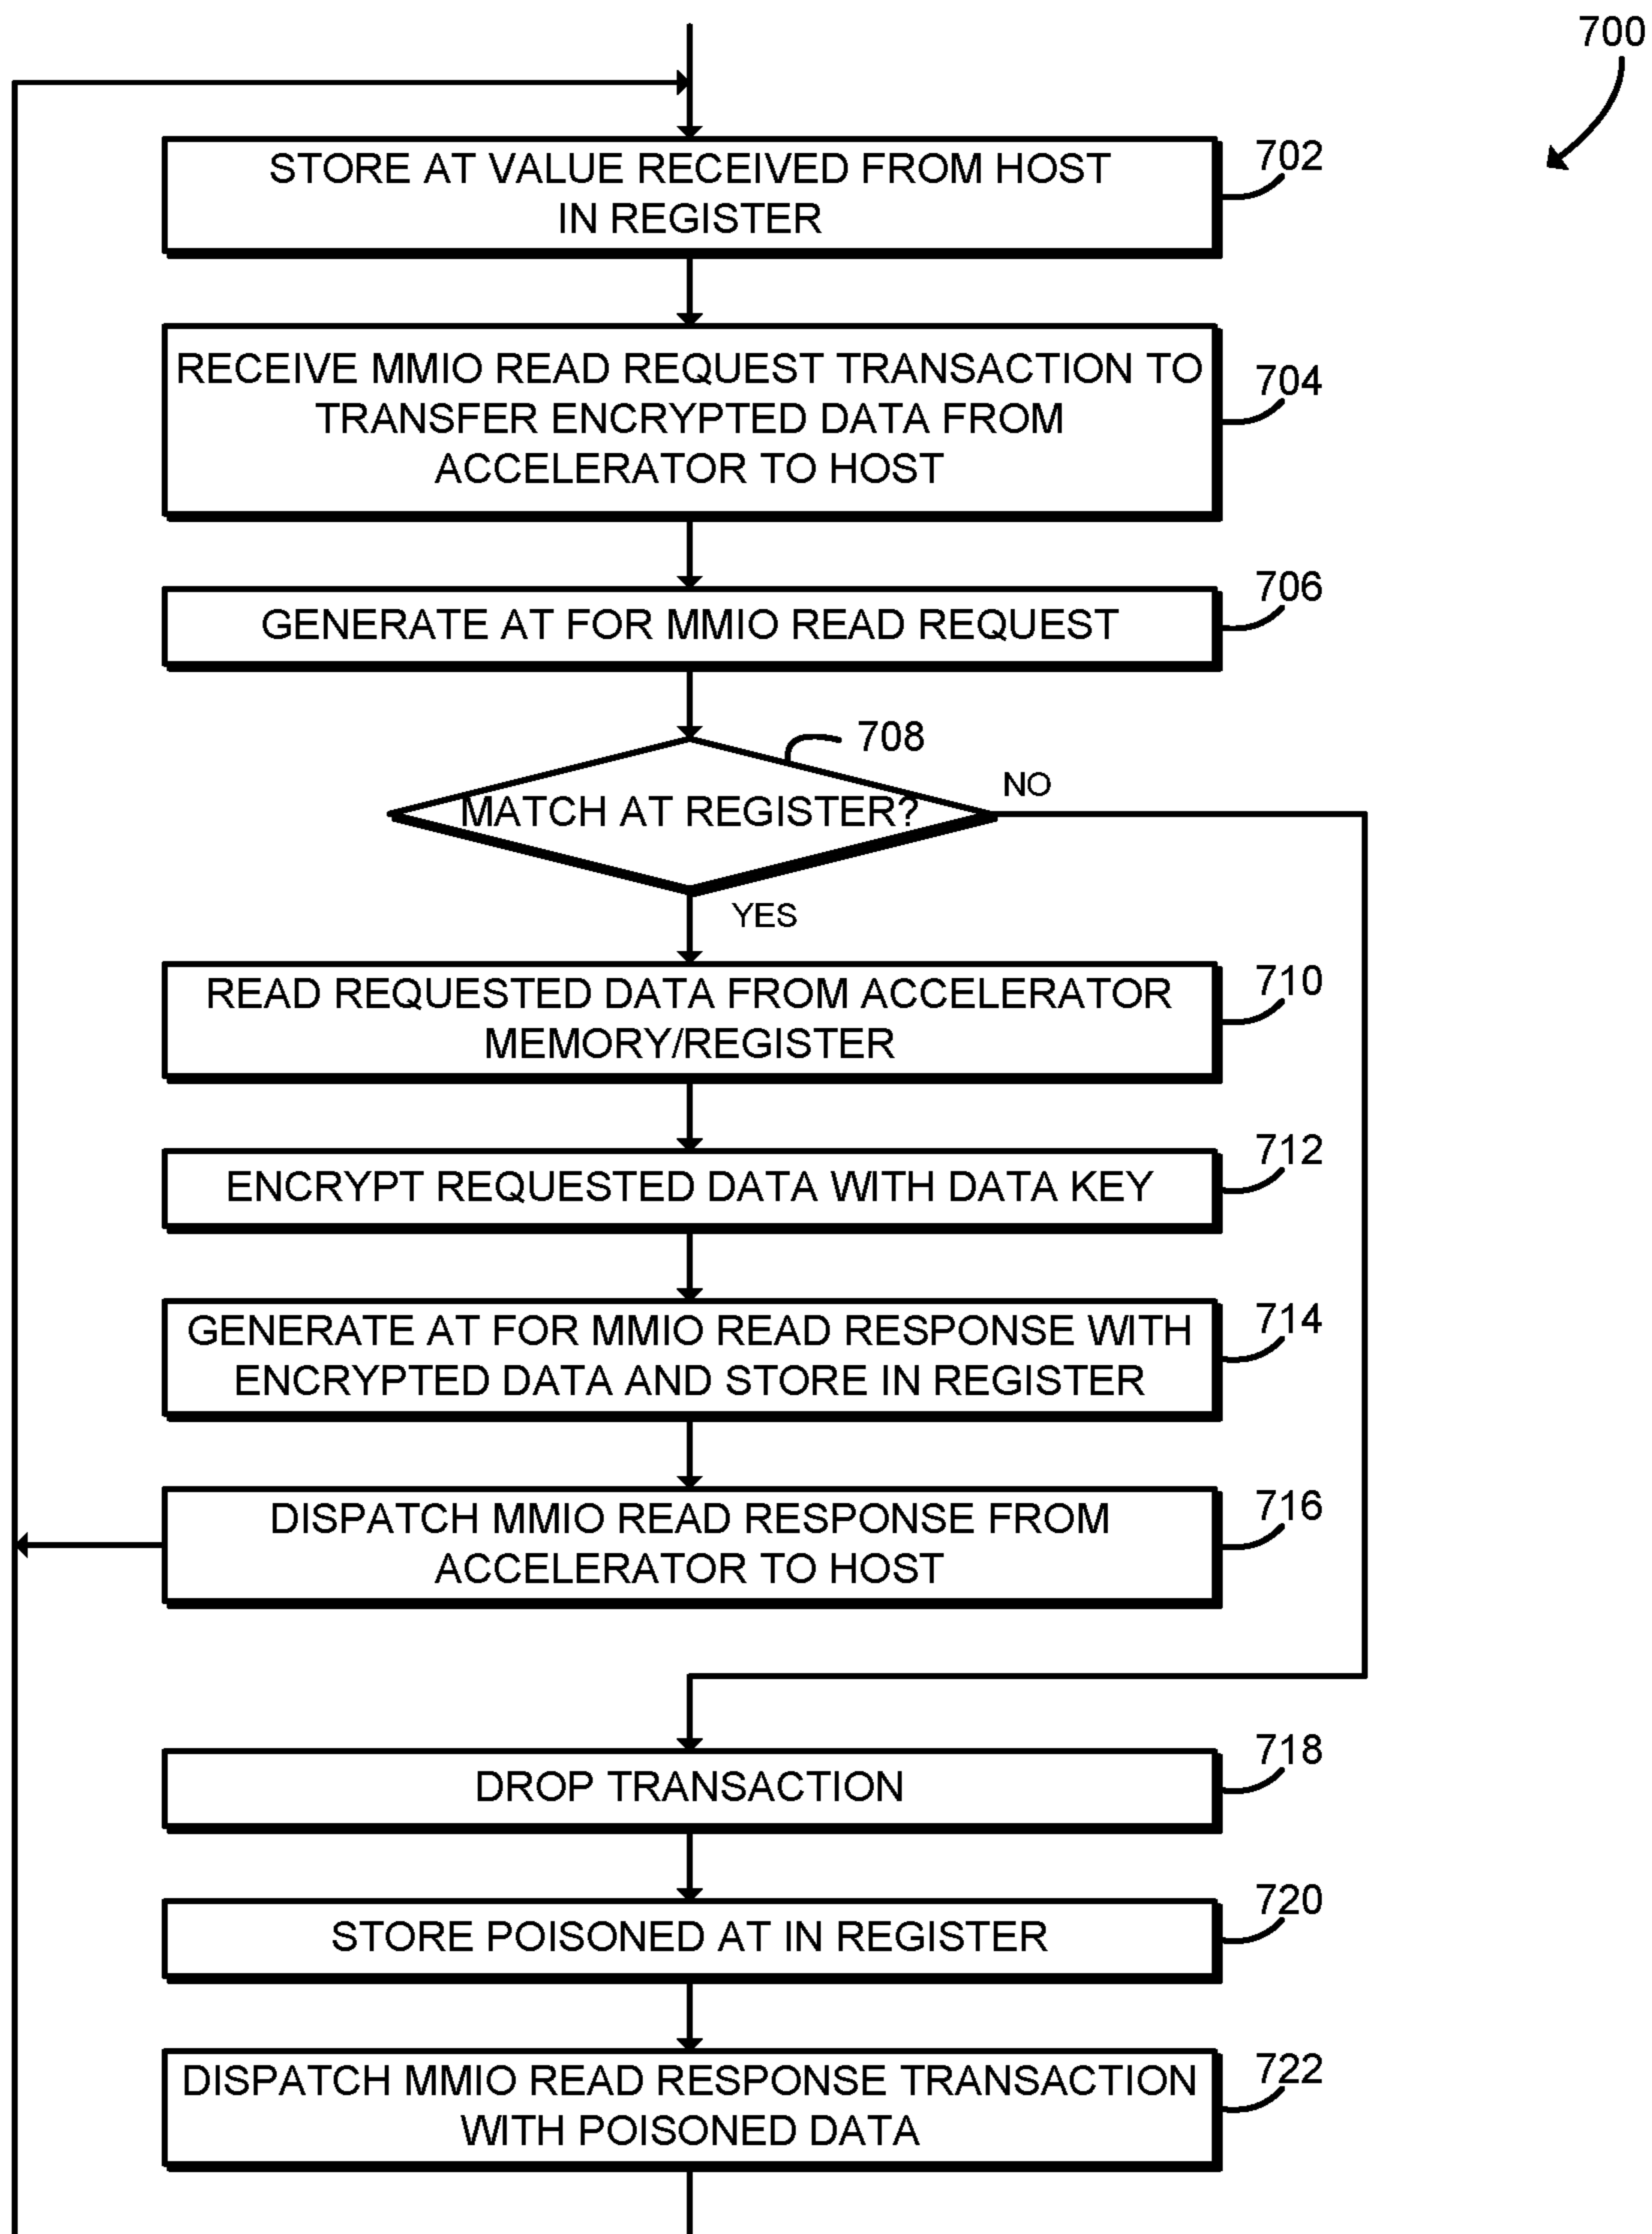 700
STORE AT VALUE RECEIVED FROM HOST
IN REGISTER
702
RECEIVE MMIO READ REQUEST TRANSACTION TO
TRANSFER ENCRYPTED DATA FROM
ACCELERATOR TO HOST
704
GENERATE AT FOR MMIO READ REQUEST
706
708
MATCH AT REGISTER?
NO
YES
READ REQUESTED DATA FROM ACCELERATOR
MEMORY/REGISTER
710
ENCRYPT REQUESTED DATA WITH DATA KEY
712
GENERATE AT FOR MMIO READ RESPONSE WITH
ENCRYPTED DATA AND STORE IN REGISTER
714
DISPATCH MMIO READ RESPONSE FROM
ACCELERATOR TO HOST
716
DROP TRANSACTION
718
STORE POISONED AT IN REGISTER
720
DISPATCH MMIO READ RESPONSE TRANSACTION
WITH POISONED DATA
722